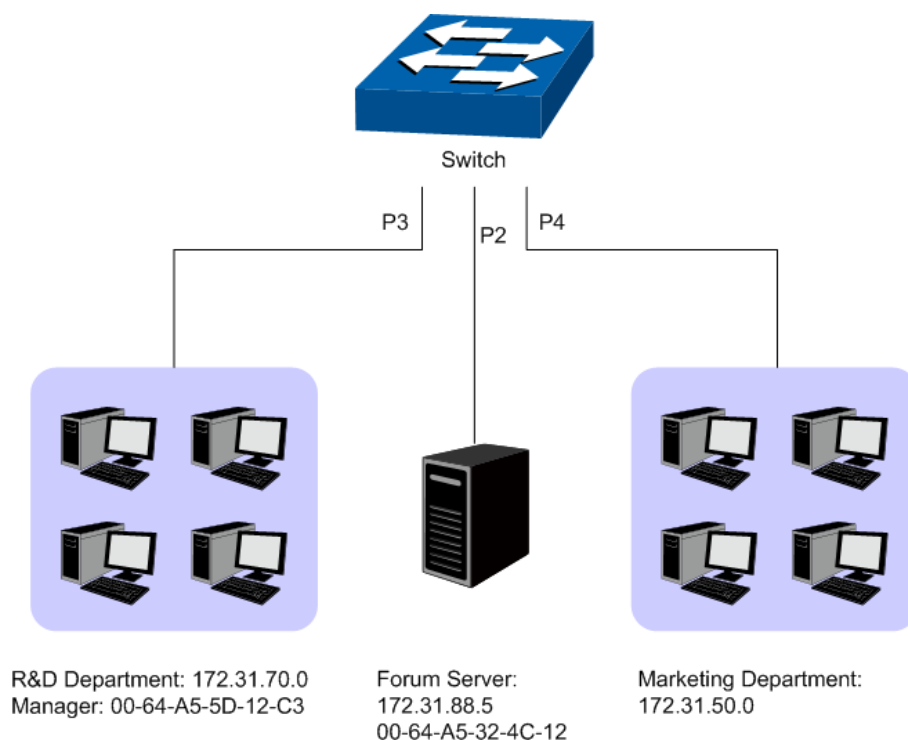 Switch
P3
P2
P4
R&D Department: 172.31.70.0
Manager: 00-64-A5-5D-12-C3
Forum Server:
172.31.88.5
00-64-A5-32-4C-12
Marketing Department:
172.31.50.0